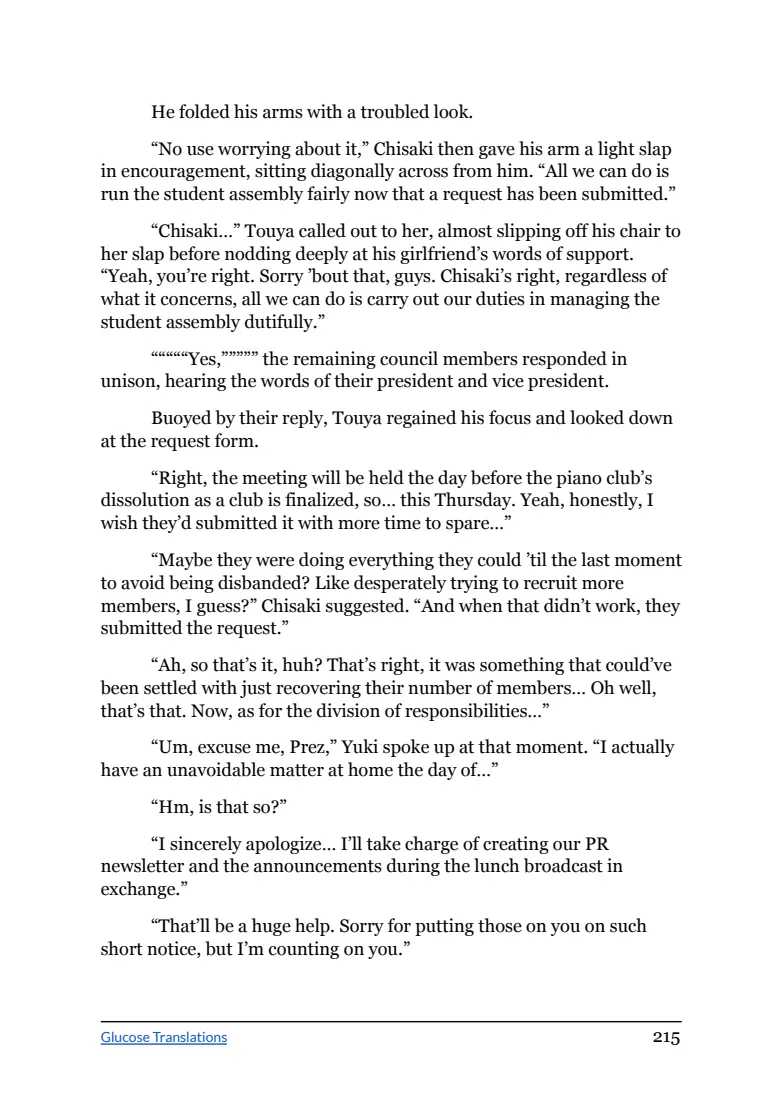 He folded his arms with a troubled look.
“No use worrying about it,” Chisaki then gave his arm a light slap
in encouragement, sitting diagonally across from him. “All we can do is
run the student assembly fairly now that a request has been submitted.”
“Chisaki...” Touya called out to her, almost slipping off his chair to
her slap before nodding deeply at his girlfriend’s words of support.
“Yeah, you’re right. Sorry ’bout that, guys. Chisaki’s right, regardless of
what it concerns, all we can do is carry out our duties in managing the
student assembly dutifully.”
“““““Yes,””””” the remaining council members responded in
unison, hearing the words of their president and vice president.
Buoyed by their reply, Touya regained his focus and looked down
at the request form.
“Right, the meeting will be held the day before the piano club’s
dissolution as a club is finalized, so... this Thursday. Yeah, honestly, I
wish they’d submitted it with more time to spare...”
“Maybe they were doing everything they could ’til the last moment
to avoid being disbanded? Like desperately trying to recruit more
members, I guess?” Chisaki suggested. “And when that didn’t work, they
submitted the request.”
“Ah, so that’s it, huh? That’s right, it was something that could’ve
been settled with just recovering their number of members... Oh well,
that’s that. Now, as for the division of responsibilities...”
“Um, excuse me, Prez,” Yuki spoke up at that moment. “I actually
have an unavoidable matter at home the day of...”
“Hm, is that so?”
“I sincerely apologize... I’ll take charge of creating our PR
newsletter and the announcements during the lunch broadcast in
exchange.”
“That’ll be a huge help. Sorry for putting those on you on such
short notice, but I’m counting on you.”
Glucose Translations 215